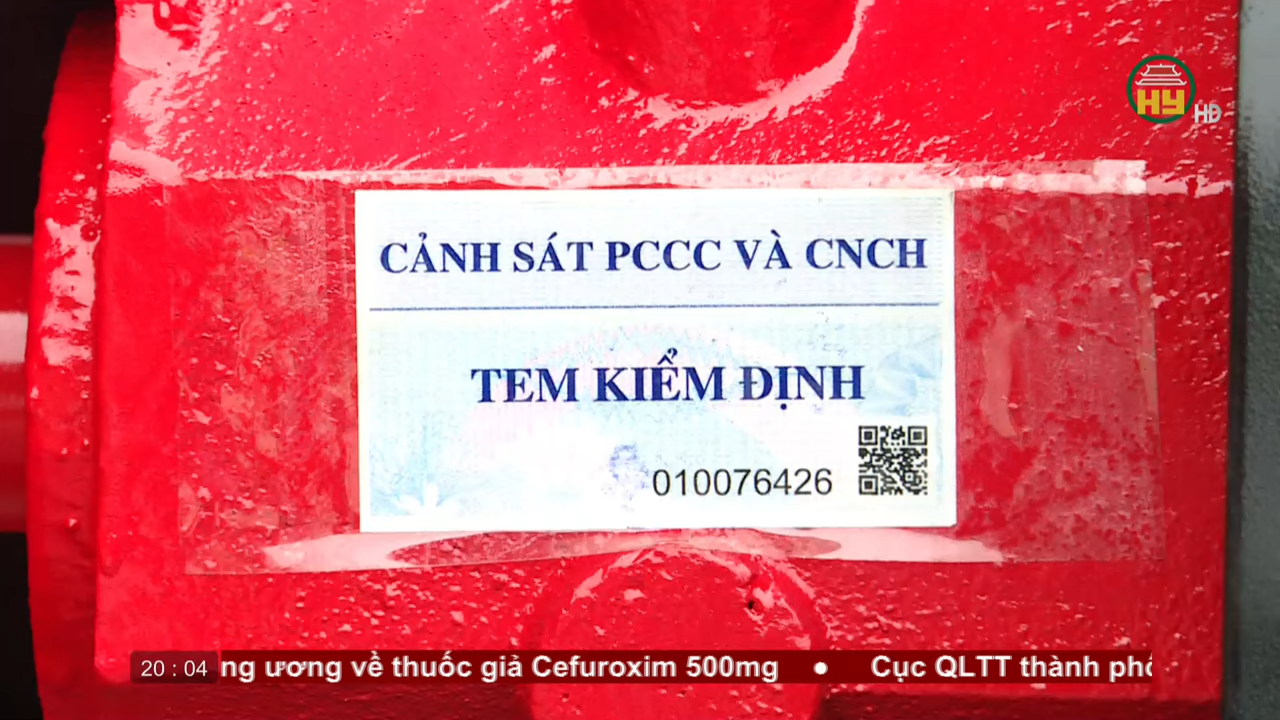 HY HD
CẢNH SÁT PCCC VÀ CNCH
TEM KIỂM ĐỊNH
010076426
20 : 04 ng ương về thuốc giả Cefuroxim 500mg ● Cục QLTT thành phố